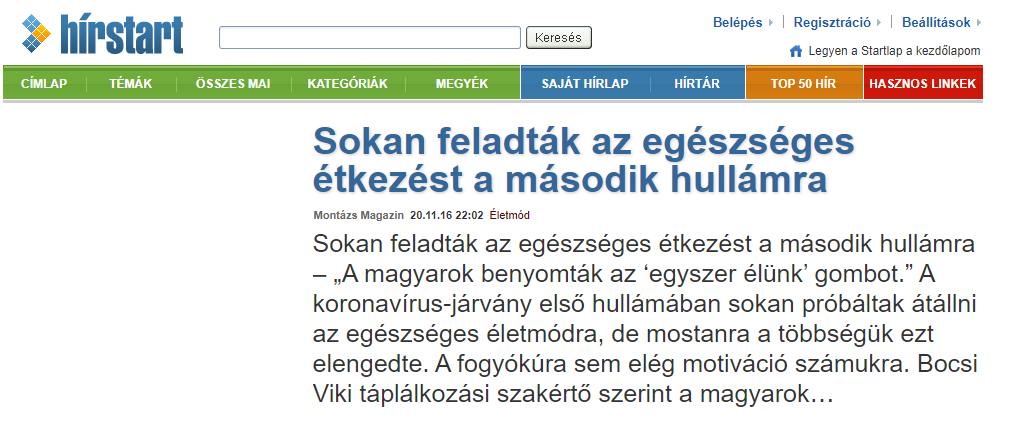 hírstart
Keresés
Belépés
Regisztráció
Beállítások
Legyen a Startlap a kezdőlapom
CÍMLAP TÉMÁK ÖSSZES MAI KATEGÓRIÁK MEGYÉK SAJÁT HÍRLAP HÍRTÁR TOP 50 HÍR HASZNOS LINKEK
Sokan feladták az egészséges
étkezést a második hullámra
Montázs Magazin 20.11.16 22:02 Életmód
Sokan feladták az egészséges étkezést a második hullámra
– „A magyarok benyomták az ‘egyszer élünk’ gombot.” A
koronavírus-járvány első hullámában sokan próbáltak átállni
az egészséges életmódra, de mostanra a többségük ezt
elengedte. A fogyókúra sem elég motiváció számukra. Bocsi
Viki táplálkozási szakértő szerint a magyarok…